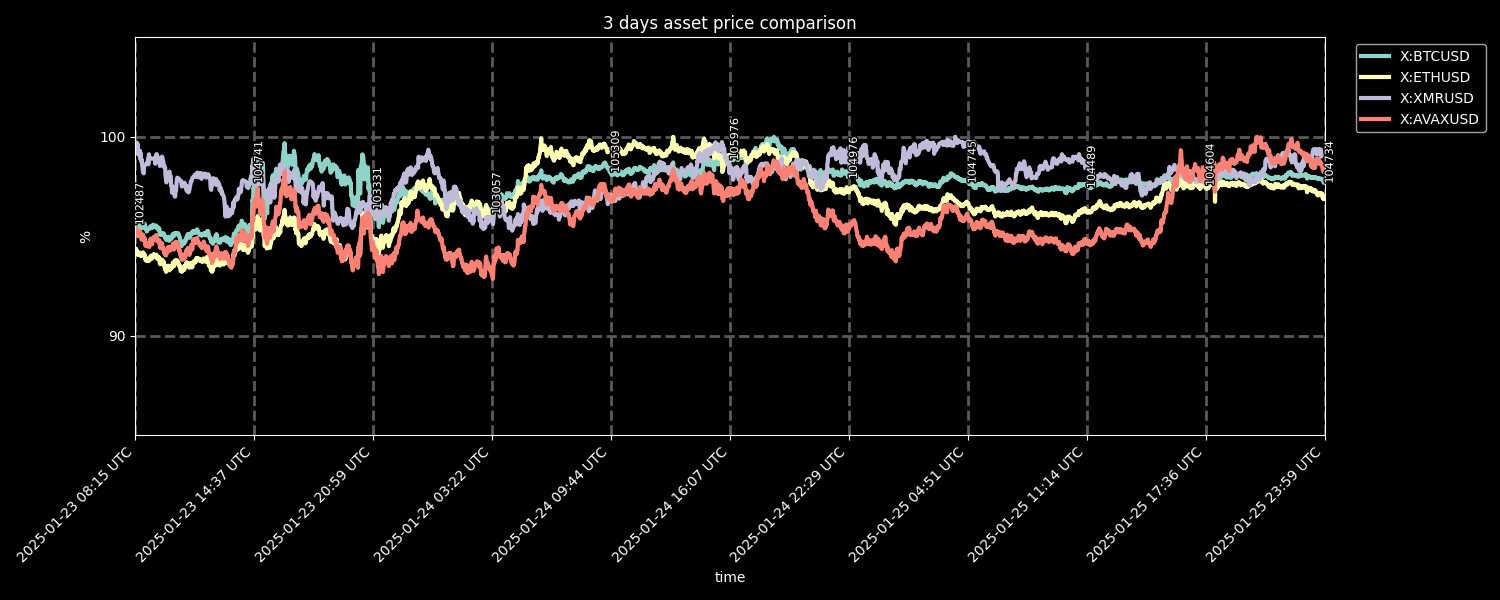 3 days asset price comparison
X:BTCUSD
X:ETHUSD
X:XMRUSD
X:AVAXUSD
100
90
%
102487
104741
103331
103057
105309
105976
104976
104745
104489
104604
104734
2025-01-23 08:15 UTC
2025-01-23 14:37 UTC
2025-01-23 20:59 UTC
2025-01-24 03:22 UTC
2025-01-24 09:44 UTC
2025-01-24 16:07 UTC
2025-01-24 22:29 UTC
2025-01-25 04:51 UTC
2025-01-25 11:14 UTC
2025-01-25 17:36 UTC
2025-01-25 23:59 UTC
time